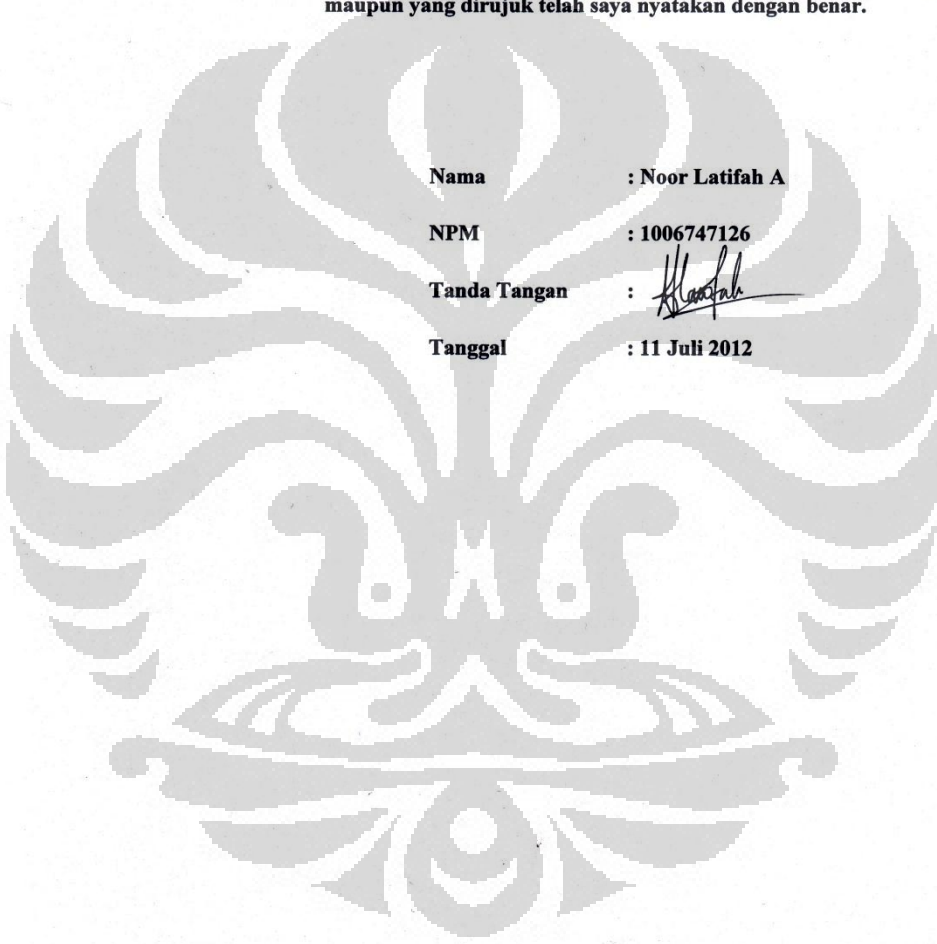 maupun yang dirujuk telah saya nyatakan dengan benar.
Nama : Noor Latifah A
NPM : 1006747126
Tanda Tangan :
Tanggal : 11 Juli 2012